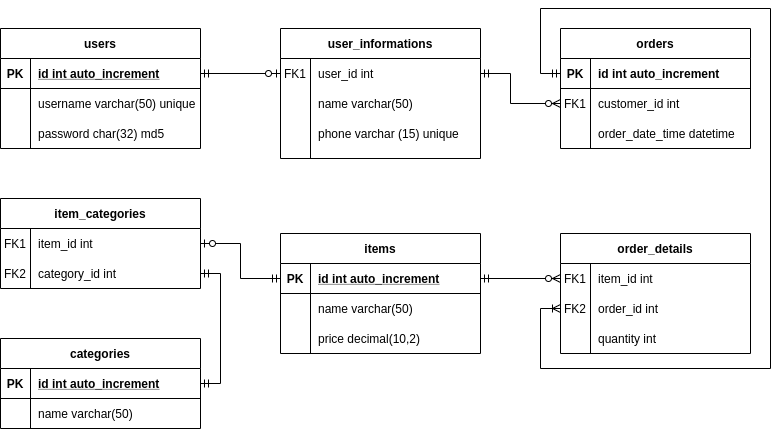 users
PK id int auto_increment
username varchar(50) unique
password char(32) md5
user_informations
FK1 user_id int
name varchar(50)
phone varchar (15) unique
orders
PK id int auto_increment
FK1 customer_id int
order_date_time datetime
item_categories
FK1 item_id int
FK2 category_id int
items
PK id int auto_increment
name varchar(50)
price decimal(10,2)
order_details
FK1 item_id int
FK2 order_id int
quantity int
categories
PK id int auto_increment
name varchar(50)